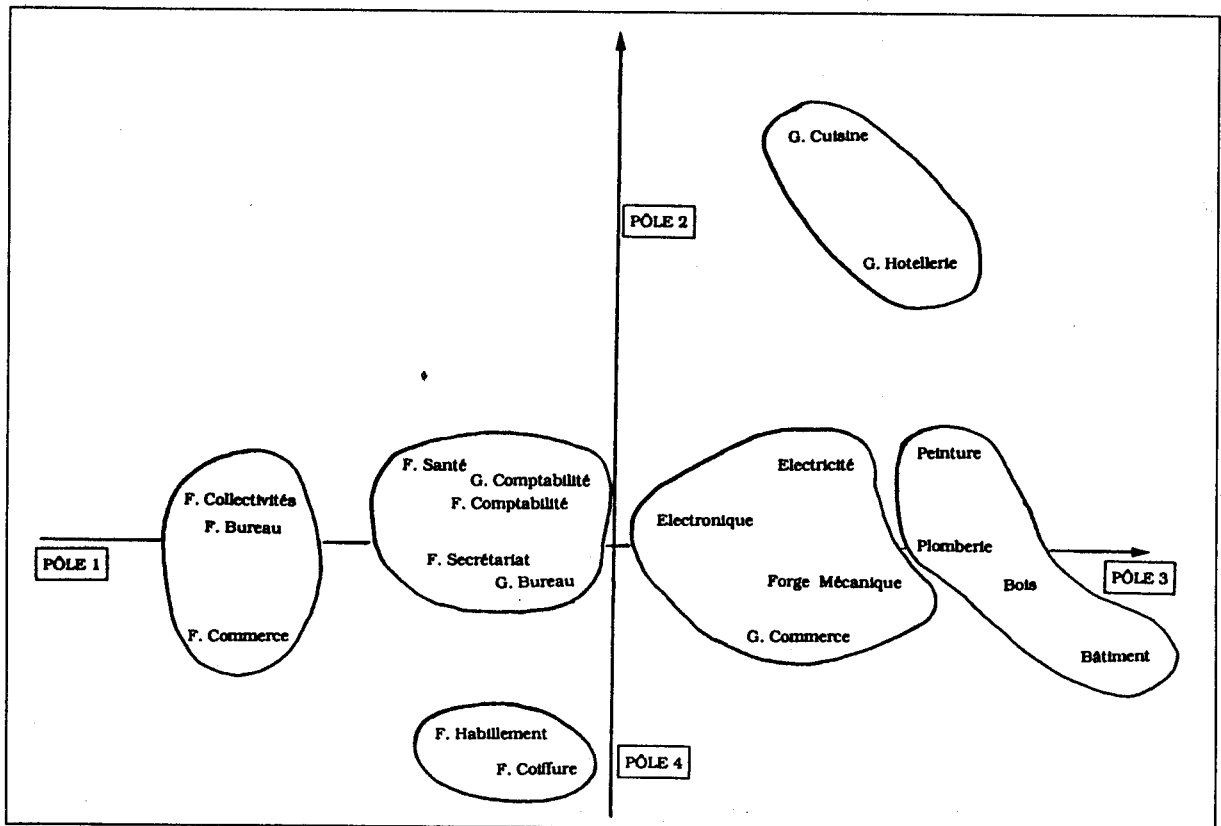 G. Cuisine
PÔLE 2
G. Hotellerie
F. Santé
G. Comptabilité
F. Comptabilité
F. Collectivités
F. Bureau
Electricité
Peinture
Electronique
PÔLE 1
F. Secrétariat
G. Bureau
Plomberie
Forge Mécanique
Bois
PÔLE 3
F. Commerce
G. Commerce
Bâtiment
F. Habillement
F. Coiffure
PÔLE 4